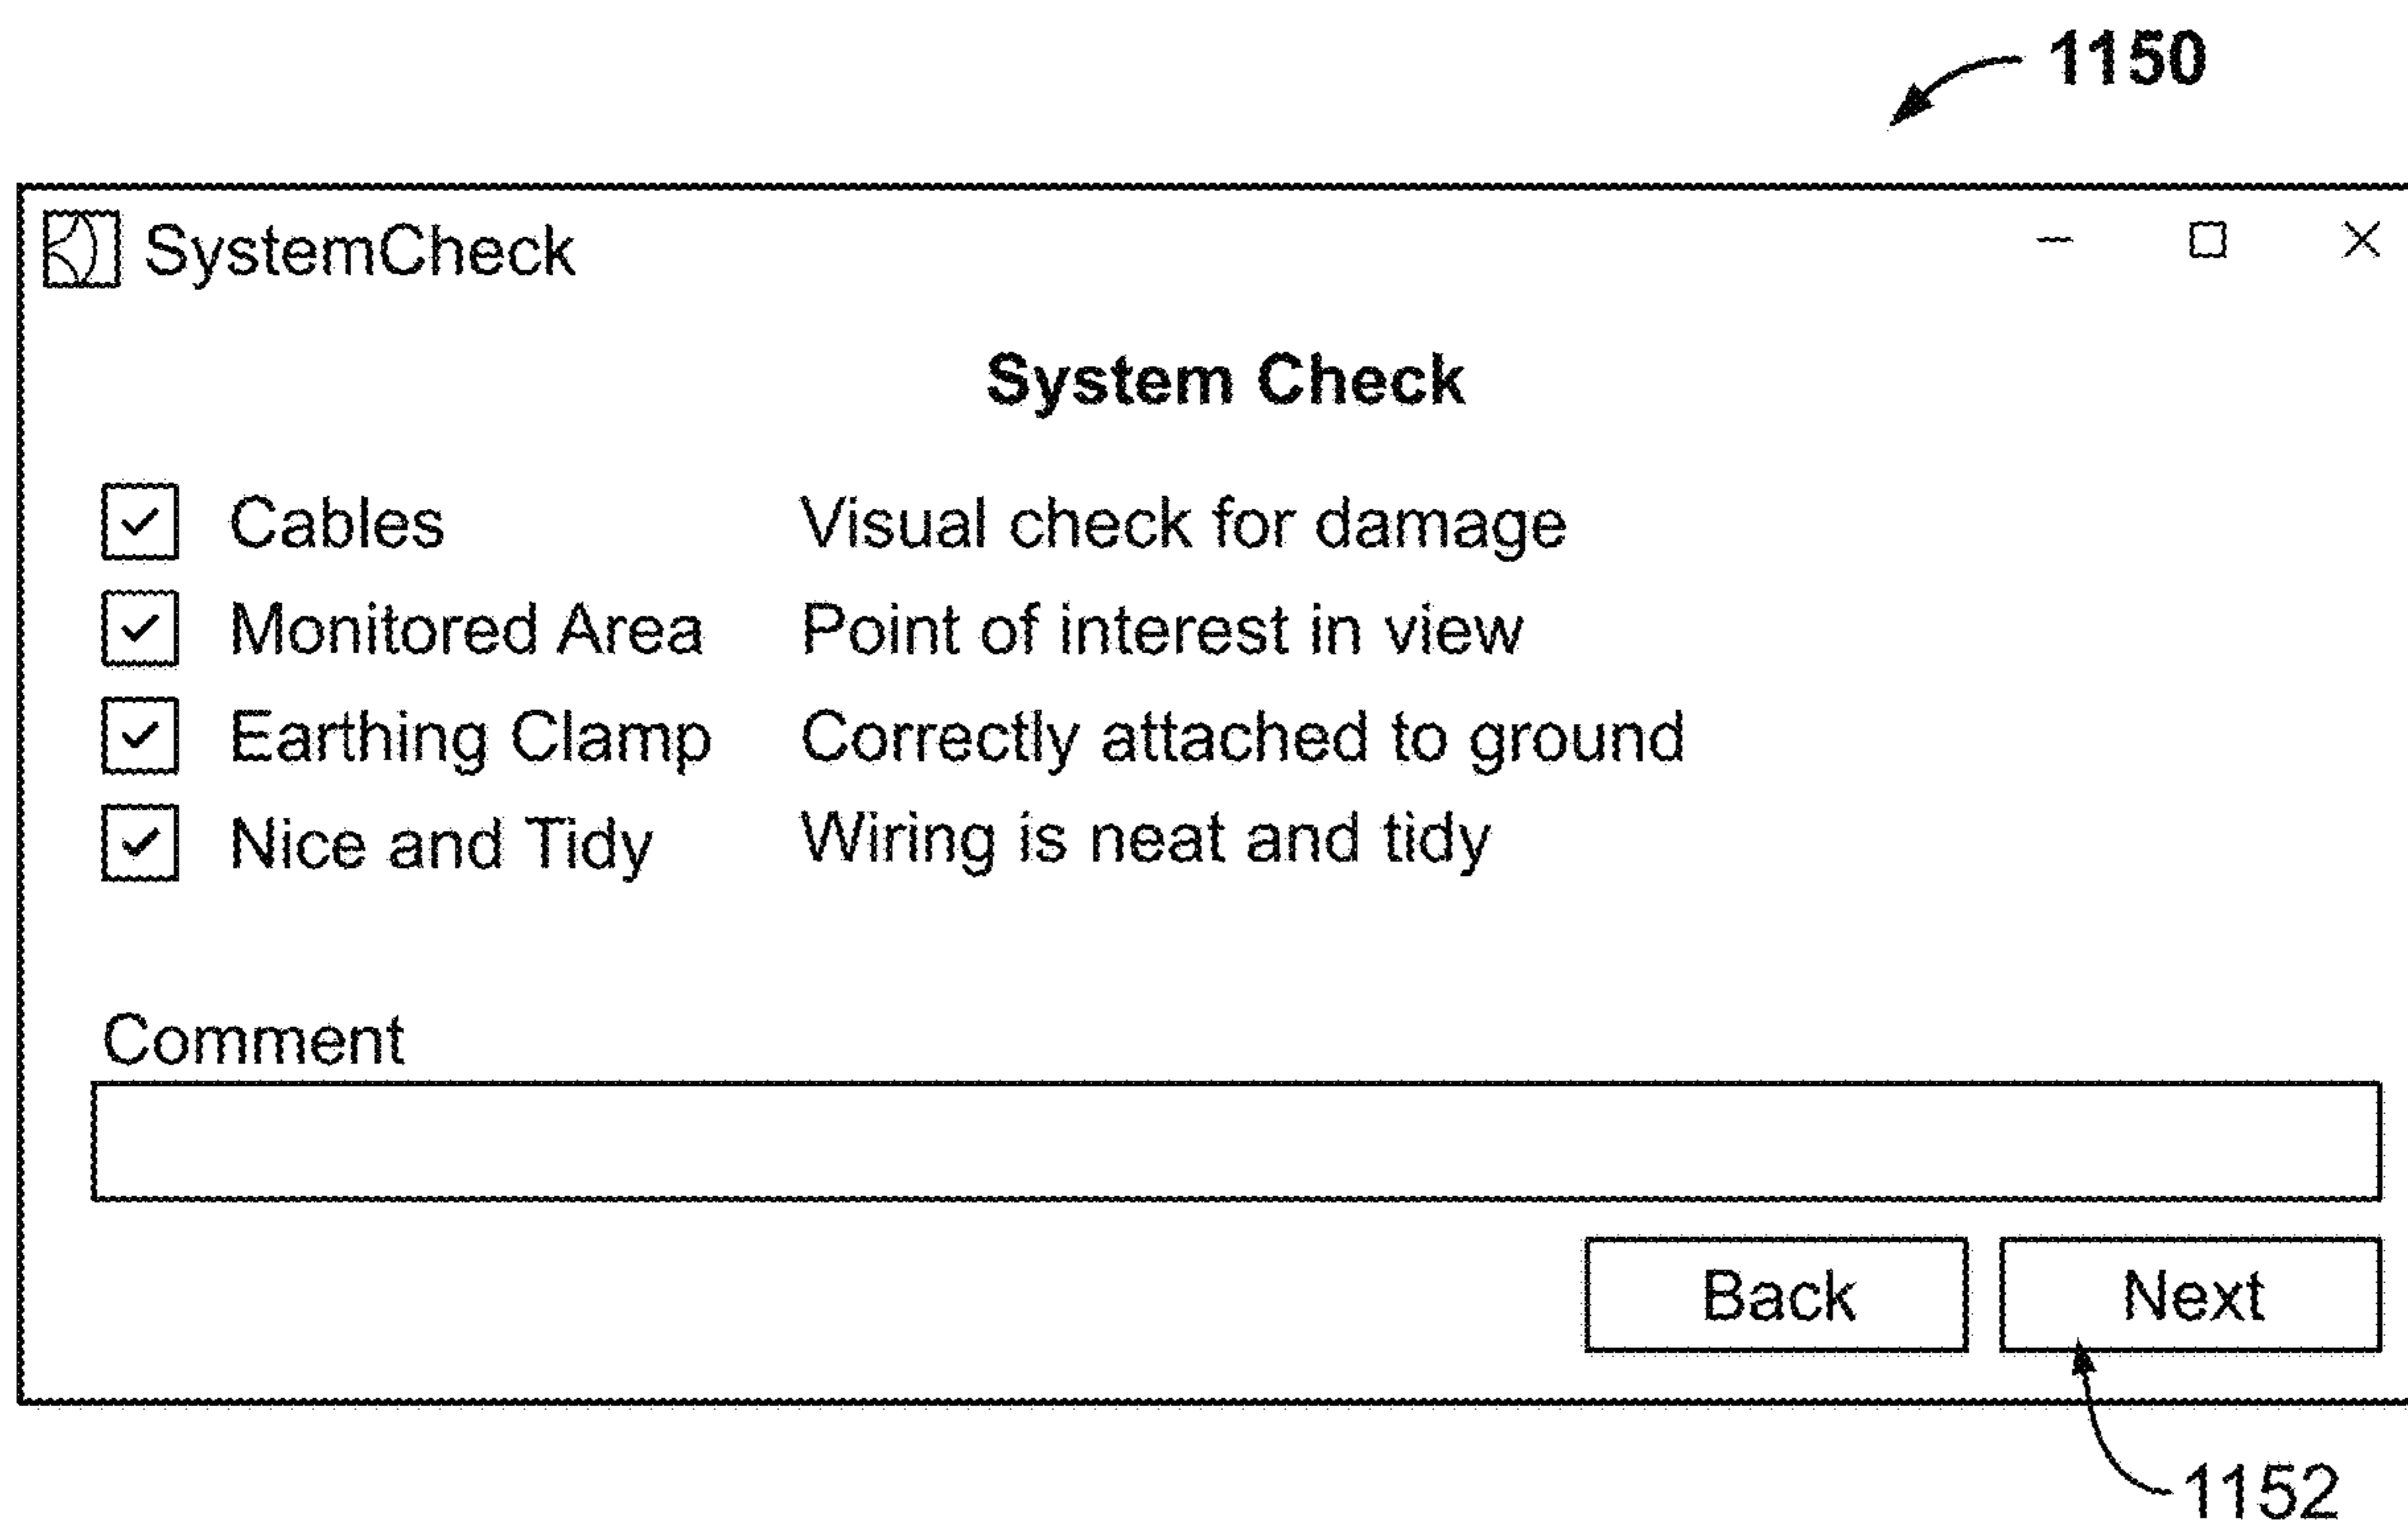 1150
SystemCheck
System Check
Cables Visual check for damage
Monitored Area Point of interest in view
Earthing Clamp Correctly attached to ground
Nice and Tidy Wiring is neat and tidy
Comment
Back Next
1152